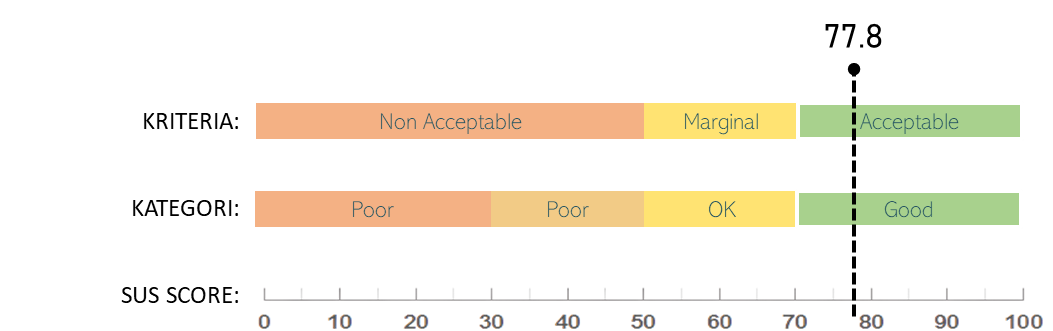 77.8
KRITERIA: Non Acceptable Marginal Acceptable
KATEGORI: Poor Poor OK Good
SUS SCORE:
0 10 20 30 40 50 60 70 80 90 100